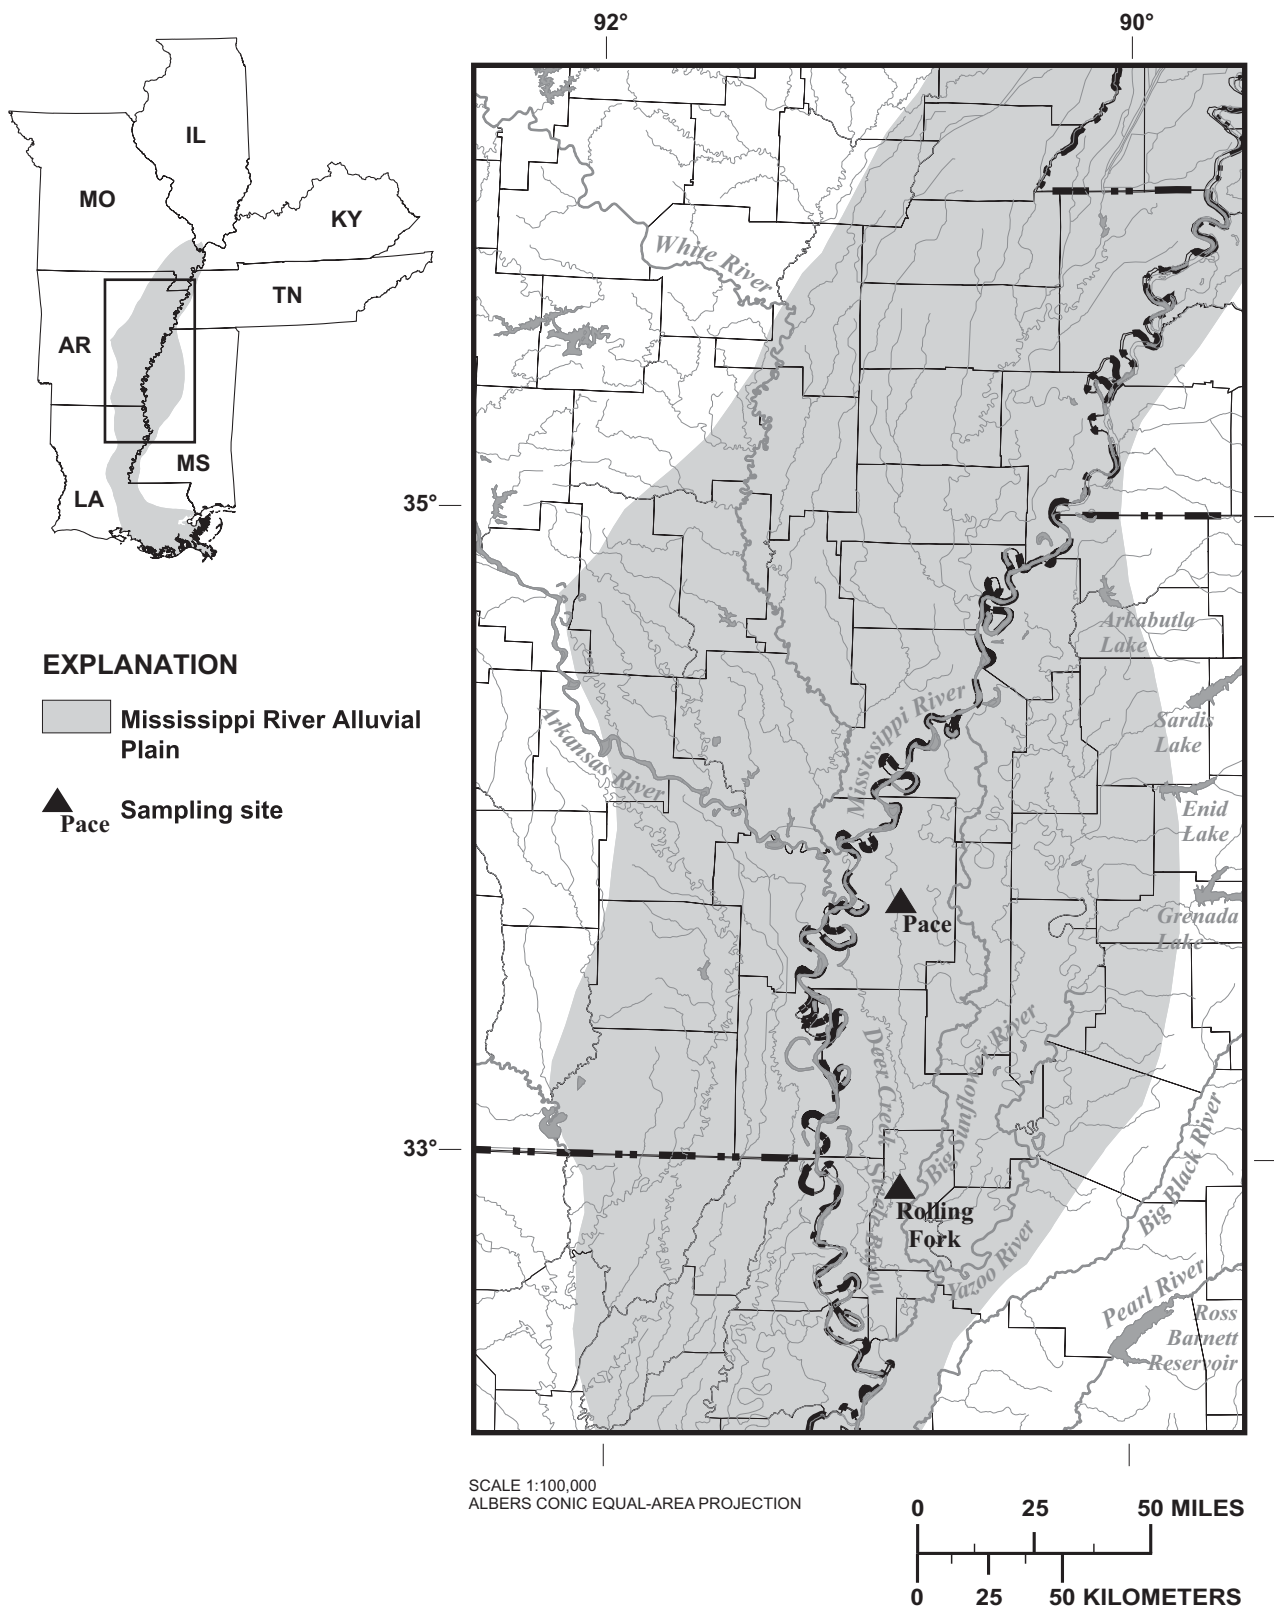 92°
90°
IL
MO
KY
TN
AR
MS
LA
35°
33°
EXPLANATION
Mississippi River Alluvial
Plain
Pace
Sampling site
White River
Arkabutla
Lake
Sardis
Lake
Mississippi River
Arkansas River
Enid
Lake
Pace
Grenada
Lake
Deer Creek
Big Sunflower River
Steele Bayou
Big Black River
Rolling
Fork
Yazoo River
Pearl River
Ross
Barnett
Reservoir
SCALE 1:100,000
ALBERS CONIC EQUAL-AREA PROJECTION
0 25 50 MILES
0 25 50 KILOMETERS